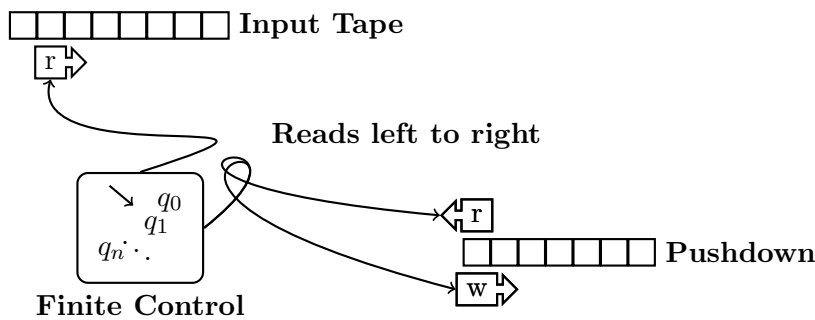 Input Tape
r
Reads left to right
q₀
q₁
qₙ ⋱
r
Pushdown
w
Finite Control